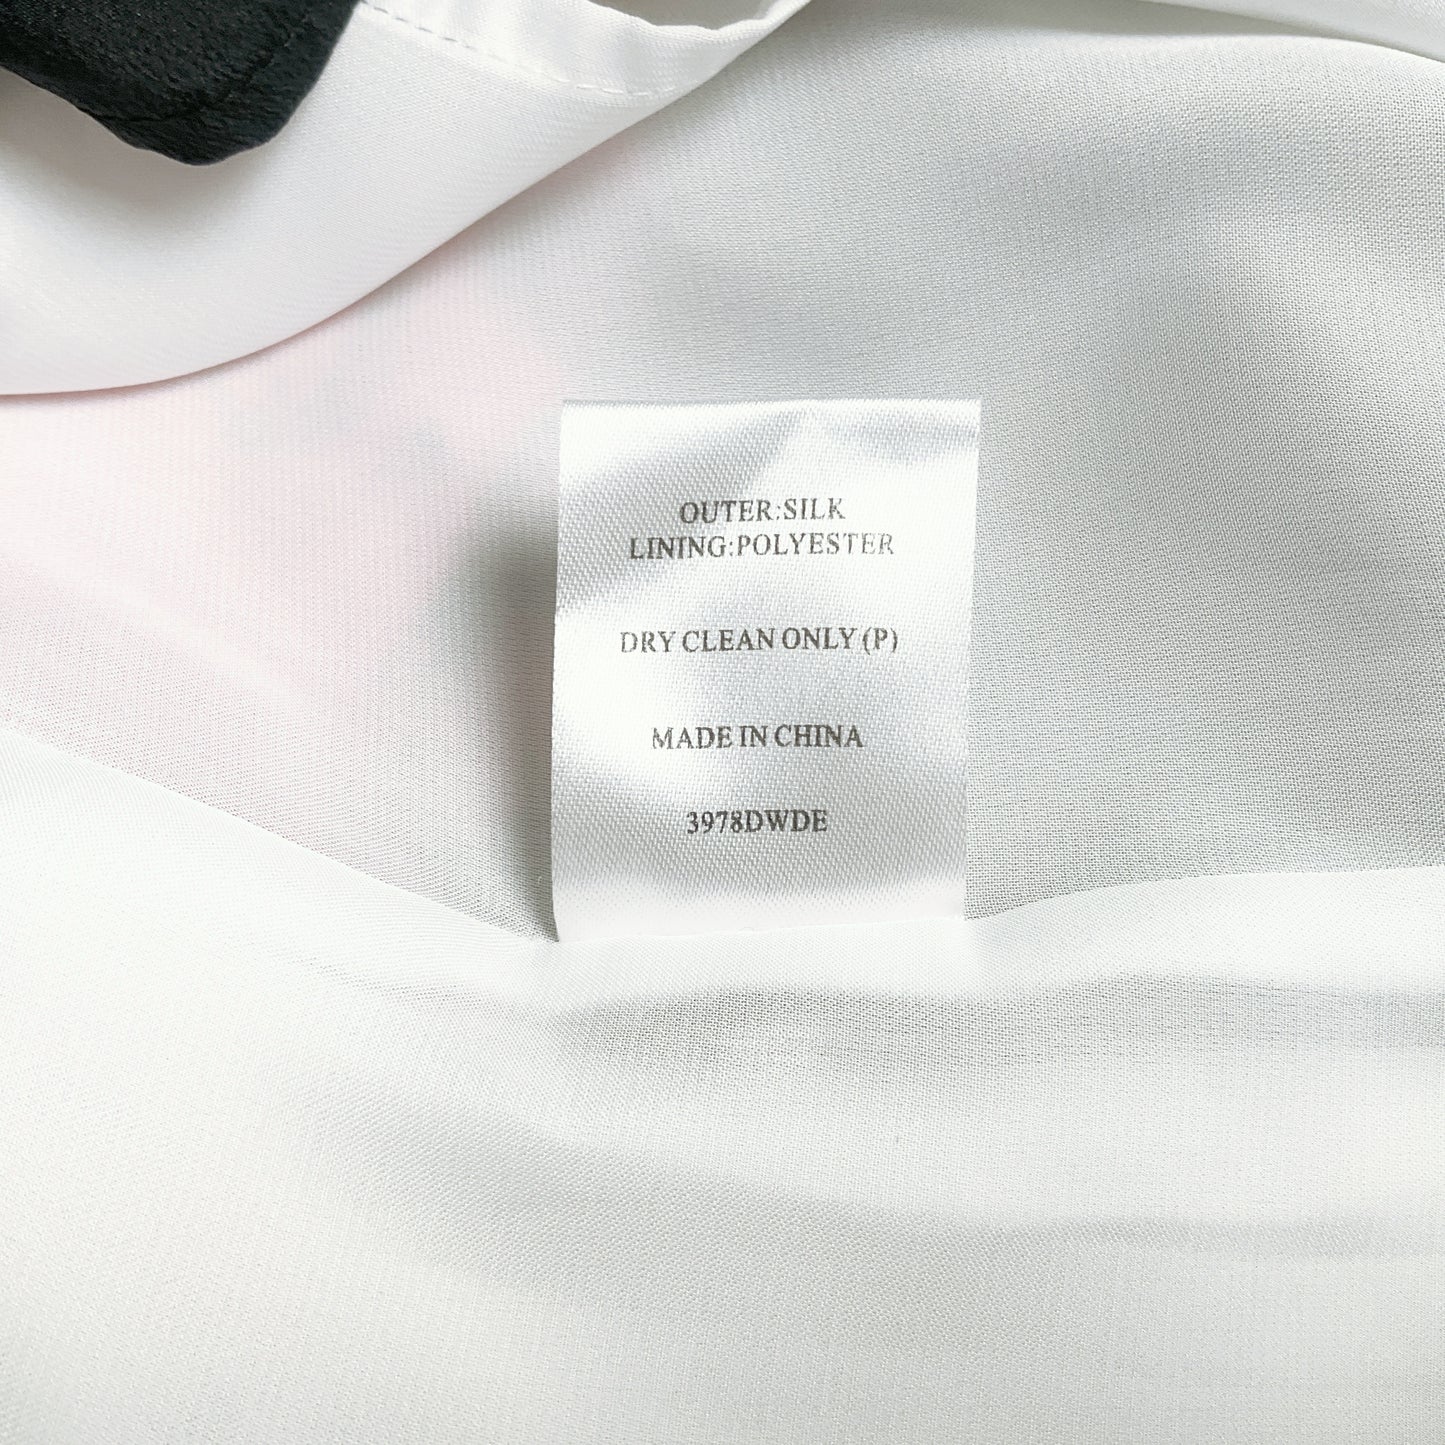 OUTER:SILK
LINING:POLYESTER
DRY CLEAN ONLY (P)
MADE IN CHINA
3978DWDE